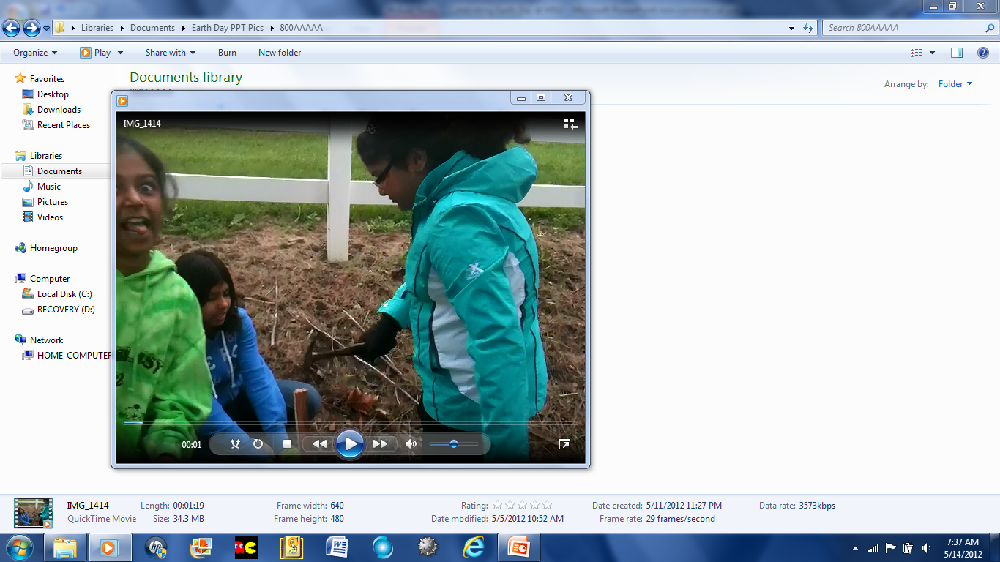 Libraries ▸ Documents ▸ Earth Day PPT Pics ▸ 800AAAAA
Search 800AAAAA
Organize Play Share with Burn New folder
Favorites
Desktop
Downloads
Recent Places
Libraries
Documents
Music
Pictures
Videos
Homegroup
Computer
Local Disk (C:)
RECOVERY (D:)
Network
HOME-COMPUTER
Documents library
Arrange by: Folder
IMG_1414
00:01
IMG_1414 Length: 00:01:19 Frame width: 640 Rating: Date created: 5/11/2012 11:27 PM Data rate: 3573kbps
QuickTime Movie Size: 34.3 MB Frame height: 480 Date modified: 5/5/2012 10:52 AM Frame rate: 29 frames/second
7:37 AM
5/14/2012